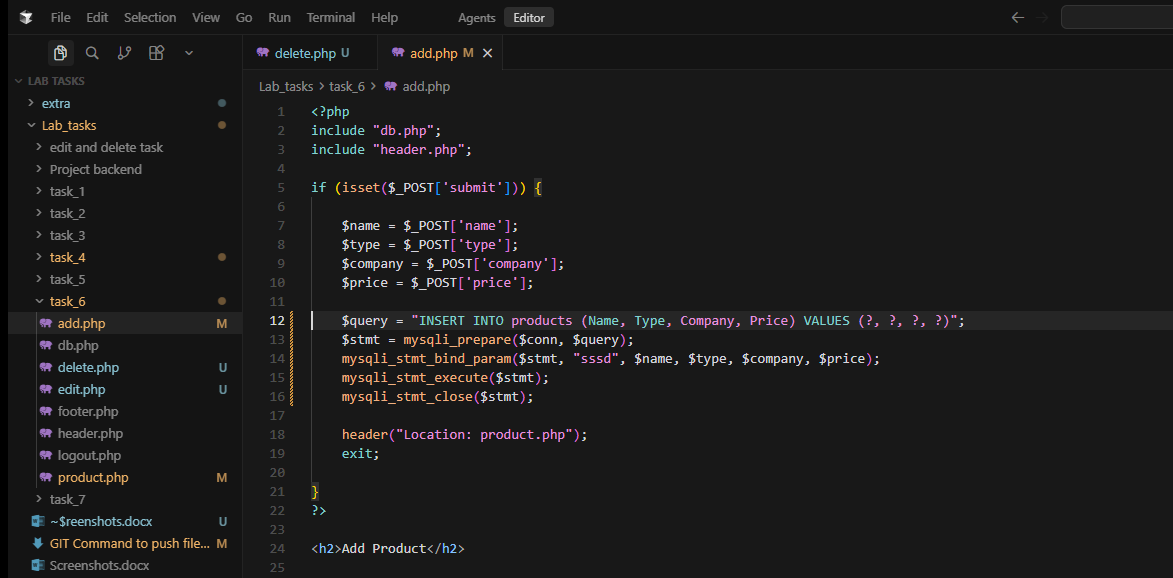 File Edit Selection View Go Run Terminal Help Agents Editor
delete.php U add.php M
LAB TASKS
extra
Lab_tasks
edit and delete task
Project backend
task_1
task_2
task_3
task_4
task_5
task_6
add.php M
db.php
delete.php U
edit.php U
footer.php
header.php
logout.php
product.php M
task_7
~$reenshots.docx U
GIT Command to push file... M
Screenshots.docx
Lab_tasks > task_6 > add.php
1 <?php
2 include "db.php";
3 include "header.php";
4
5 if (isset($_POST['submit'])) {
6
7 $name = $_POST['name'];
8 $type = $_POST['type'];
9 $company = $_POST['company'];
10 $price = $_POST['price'];
11
12 $query = "INSERT INTO products (Name, Type, Company, Price) VALUES (?, ?, ?, ?)";
13 $stmt = mysqli_prepare($conn, $query);
14 mysqli_stmt_bind_param($stmt, "sssd", $name, $type, $company, $price);
15 mysqli_stmt_execute($stmt);
16 mysqli_stmt_close($stmt);
17
18 header("Location: product.php");
19 exit;
20
21 }
22 ?>
23
24 <h2>Add Product</h2>
25